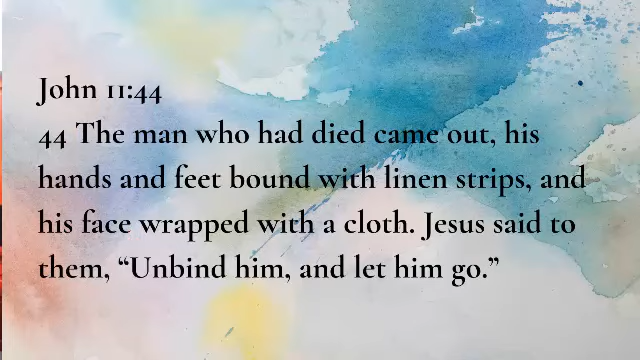 John 11:44
44 The man who had died came out, his
hands and feet bound with linen strips, and
his face wrapped with a cloth. Jesus said to
them, “Unbind him, and let him go.”